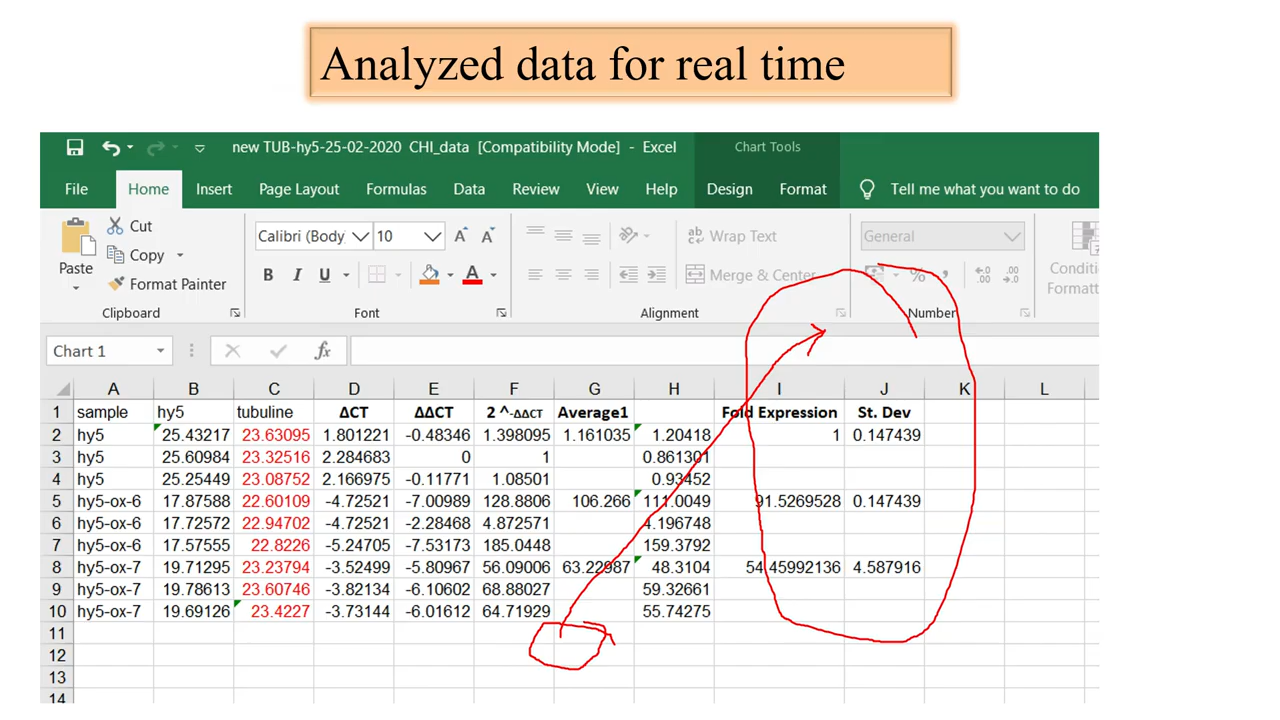 Analyzed data for real time
new TUB-hy5-25-02-2020 CHI_data [Compatibility Mode] - Excel Chart Tools
File Home Insert Page Layout Formulas Data Review View Help Design Format Tell me what you want to do
Cut
Copy
Format Painter
Paste
Calibri (Body 10 A A
B I U A
ab Wrap Text
Merge & Center
General
% , .00 .00
Conditi
Formatt
Clipboard Font Alignment Number
Chart 1 fx
A B C D E F G H I J K L
1 sample hy5 tubuline ΔCT ΔΔCT 2 ^-ΔΔCT Average1 Fold Expression St. Dev
2 hy5 25.43217 23.63095 1.801221 -0.48346 1.398095 1.161035 1.20418 1 0.147439
3 hy5 25.60984 23.32516 2.284683 0 1 0.861301
4 hy5 25.25449 23.08752 2.166975 -0.11771 1.08501 0.93452
5 hy5-ox-6 17.87588 22.60109 -4.72521 -7.00989 128.8806 106.266 111.0049 91.5269528 0.147439
6 hy5-ox-6 17.72572 22.94702 -4.72521 -2.28468 4.872571 4.196748
7 hy5-ox-6 17.57555 22.8226 -5.24705 -7.53173 185.0448 159.3792
8 hy5-ox-7 19.71295 23.23794 -3.52499 -5.80967 56.09006 63.22987 48.3104 54.45992136 4.587916
9 hy5-ox-7 19.78613 23.60746 -3.82134 -6.10602 68.88027 59.32661
10 hy5-ox-7 19.69126 23.4227 -3.73144 -6.01612 64.71929 55.74275
11
12
13
14